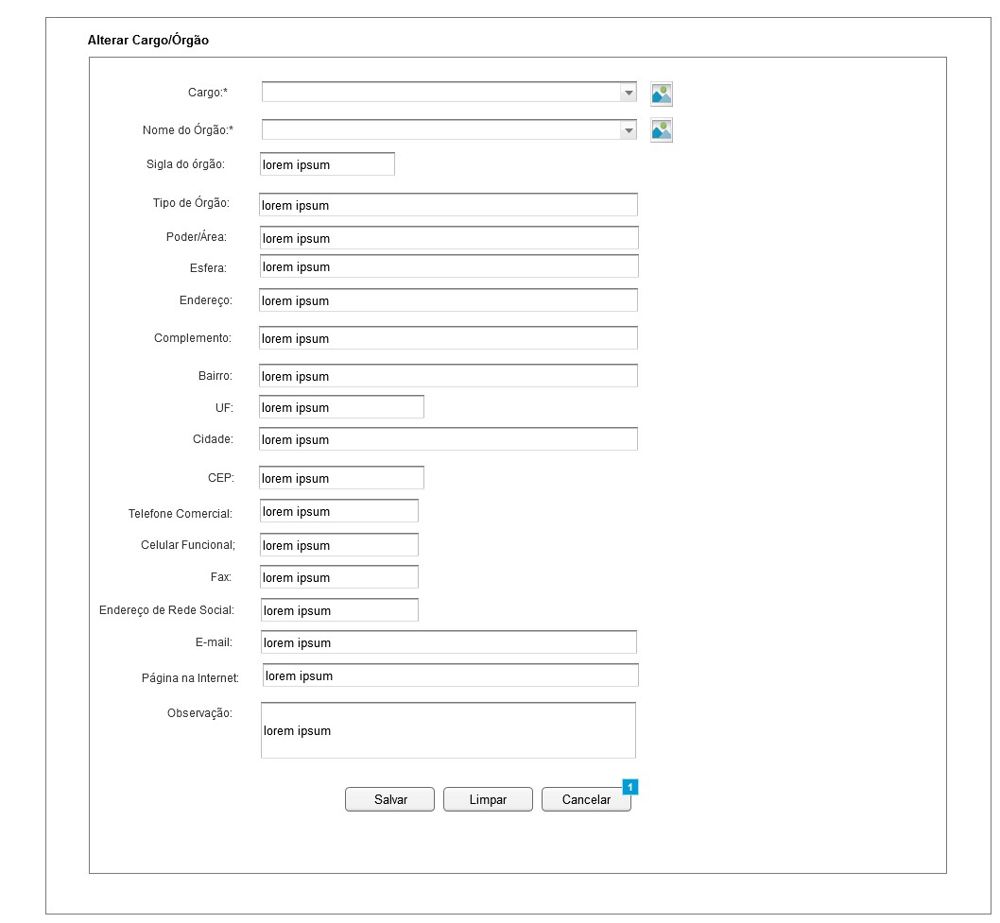 Alterar Cargo/Órgão
Cargo:*
Nome do Órgão:*
Sigla do órgão: lorem ipsum
Tipo de Órgão: lorem ipsum
Poder/Área: lorem ipsum
Esfera: lorem ipsum
Endereço: lorem ipsum
Complemento: lorem ipsum
Bairro: lorem ipsum
UF: lorem ipsum
Cidade: lorem ipsum
CEP: lorem ipsum
Telefone Comercial: lorem ipsum
Celular Funcional; lorem ipsum
Fax: lorem ipsum
Endereço de Rede Social: lorem ipsum
E-mail: lorem ipsum
Página na Internet: lorem ipsum
Observação: lorem ipsum
Salvar Limpar Cancelar 1